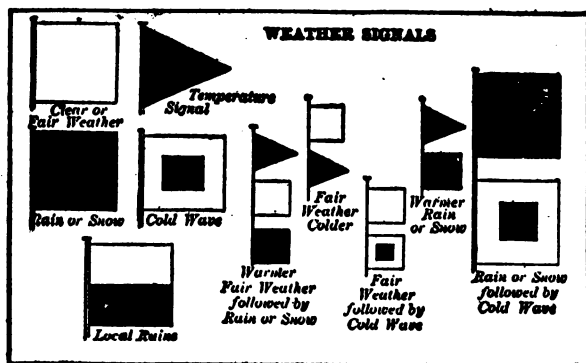 WEATHER SIGNALS
Clear or
Fair Weather
Temperature
Signal
Rain or Snow
Cold Wave
Local Rains
Warmer
Fair Weather
followed by
Rain or Snow
Fair
Weather
Colder
Fair
Weather
followed by
Cold Wave
Warmer
Rain
or Snow
Rain or Snow
followed by
Cold Wave